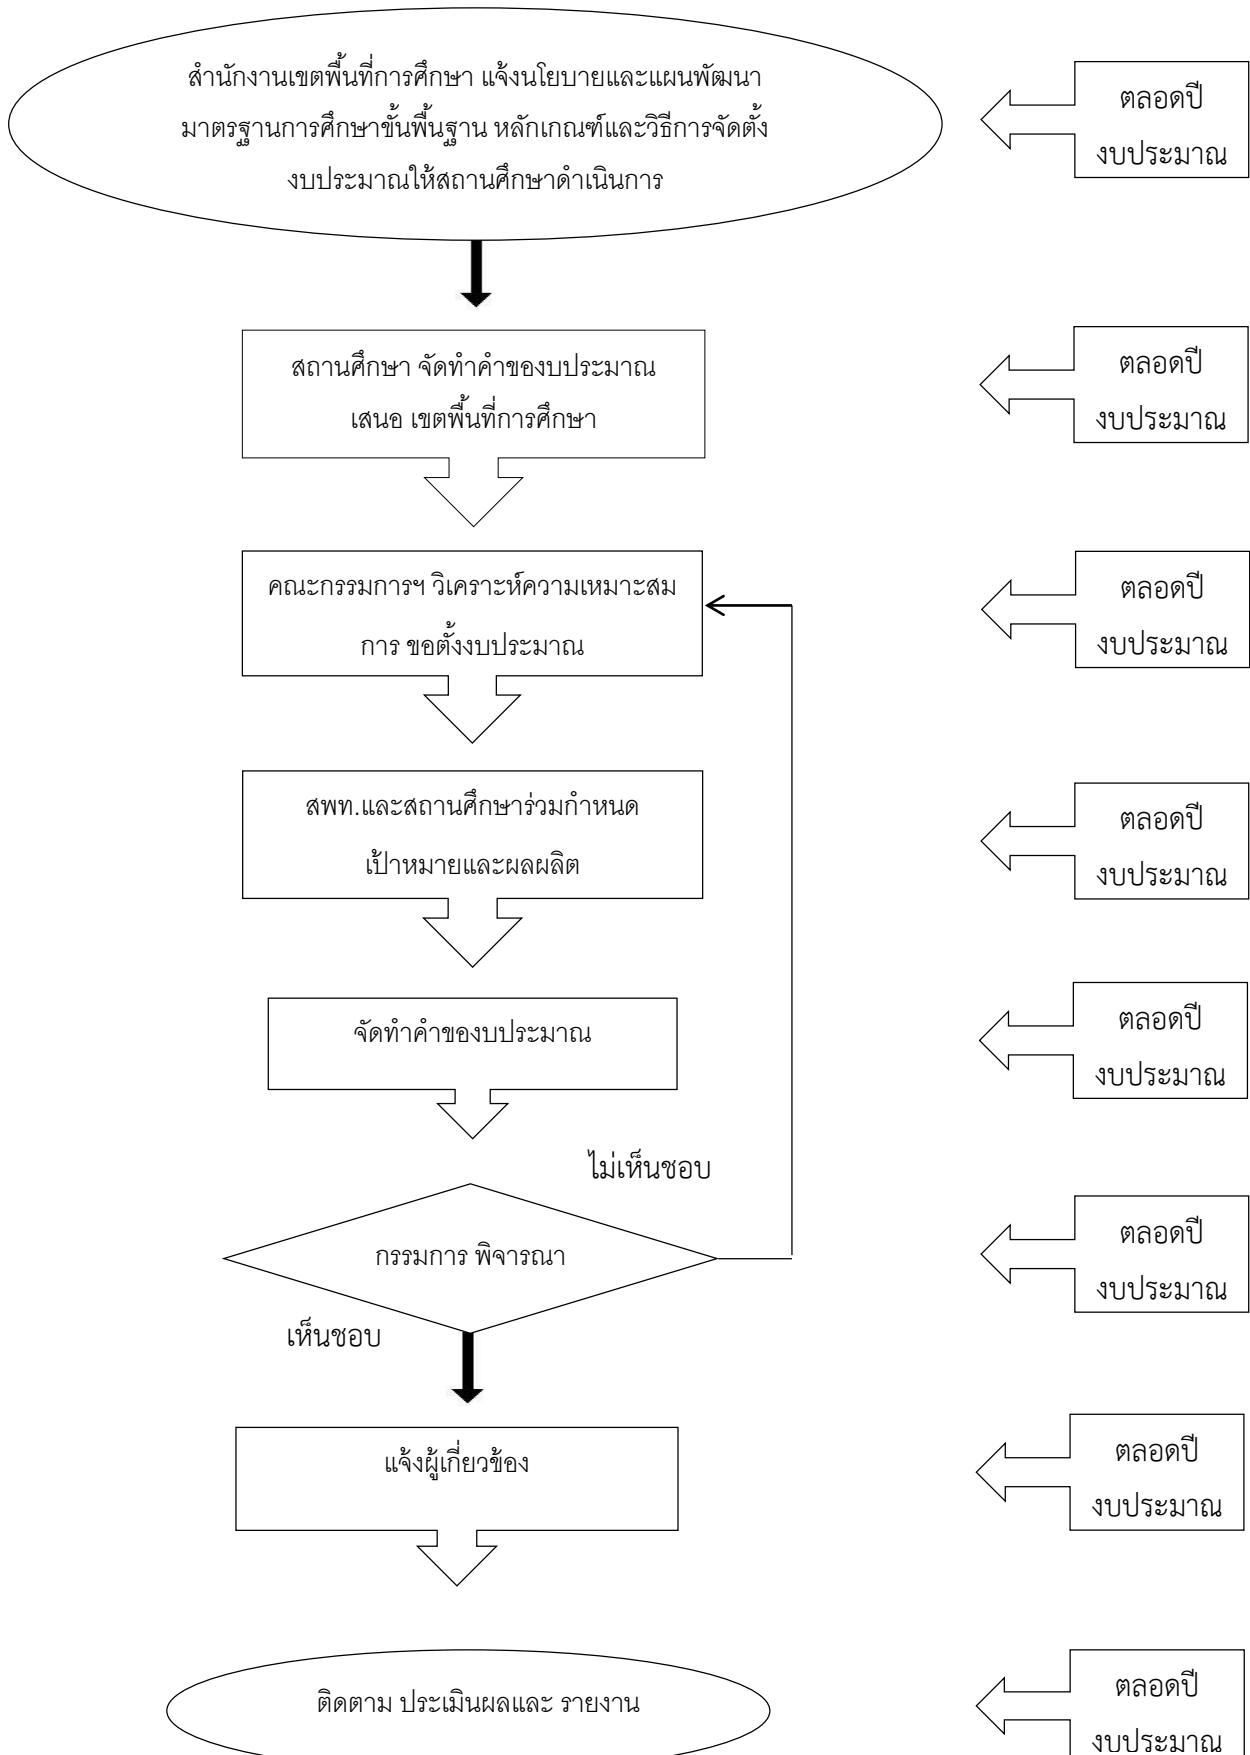 สำนักงานเขตพื้นที่การศึกษา แจ้งนโยบายและแผนพัฒนา
มาตรฐานการศึกษาขั้นพื้นฐาน หลักเกณฑ์และวิธีการจัดตั้ง
งบประมาณให้สถานศึกษาดำเนินการ
ตลอดปี
งบประมาณ
สถานศึกษา จัดทำคำของบประมาณ
เสนอ เขตพื้นที่การศึกษา
ตลอดปี
งบประมาณ
คณะกรรมการฯ วิเคราะห์ความเหมาะสม
การ ขอตั้งงบประมาณ
ตลอดปี
งบประมาณ
สพท.และสถานศึกษาร่วมกำหนด
เป้าหมายและผลผลิต
ตลอดปี
งบประมาณ
จัดทำคำของบประมาณ
ตลอดปี
งบประมาณ
ไม่เห็นชอบ
กรรมการ พิจารณา
เห็นชอบ
ตลอดปี
งบประมาณ
แจ้งผู้เกี่ยวข้อง
ตลอดปี
งบประมาณ
ติดตาม ประเมินผลและ รายงาน
ตลอดปี
งบประมาณ